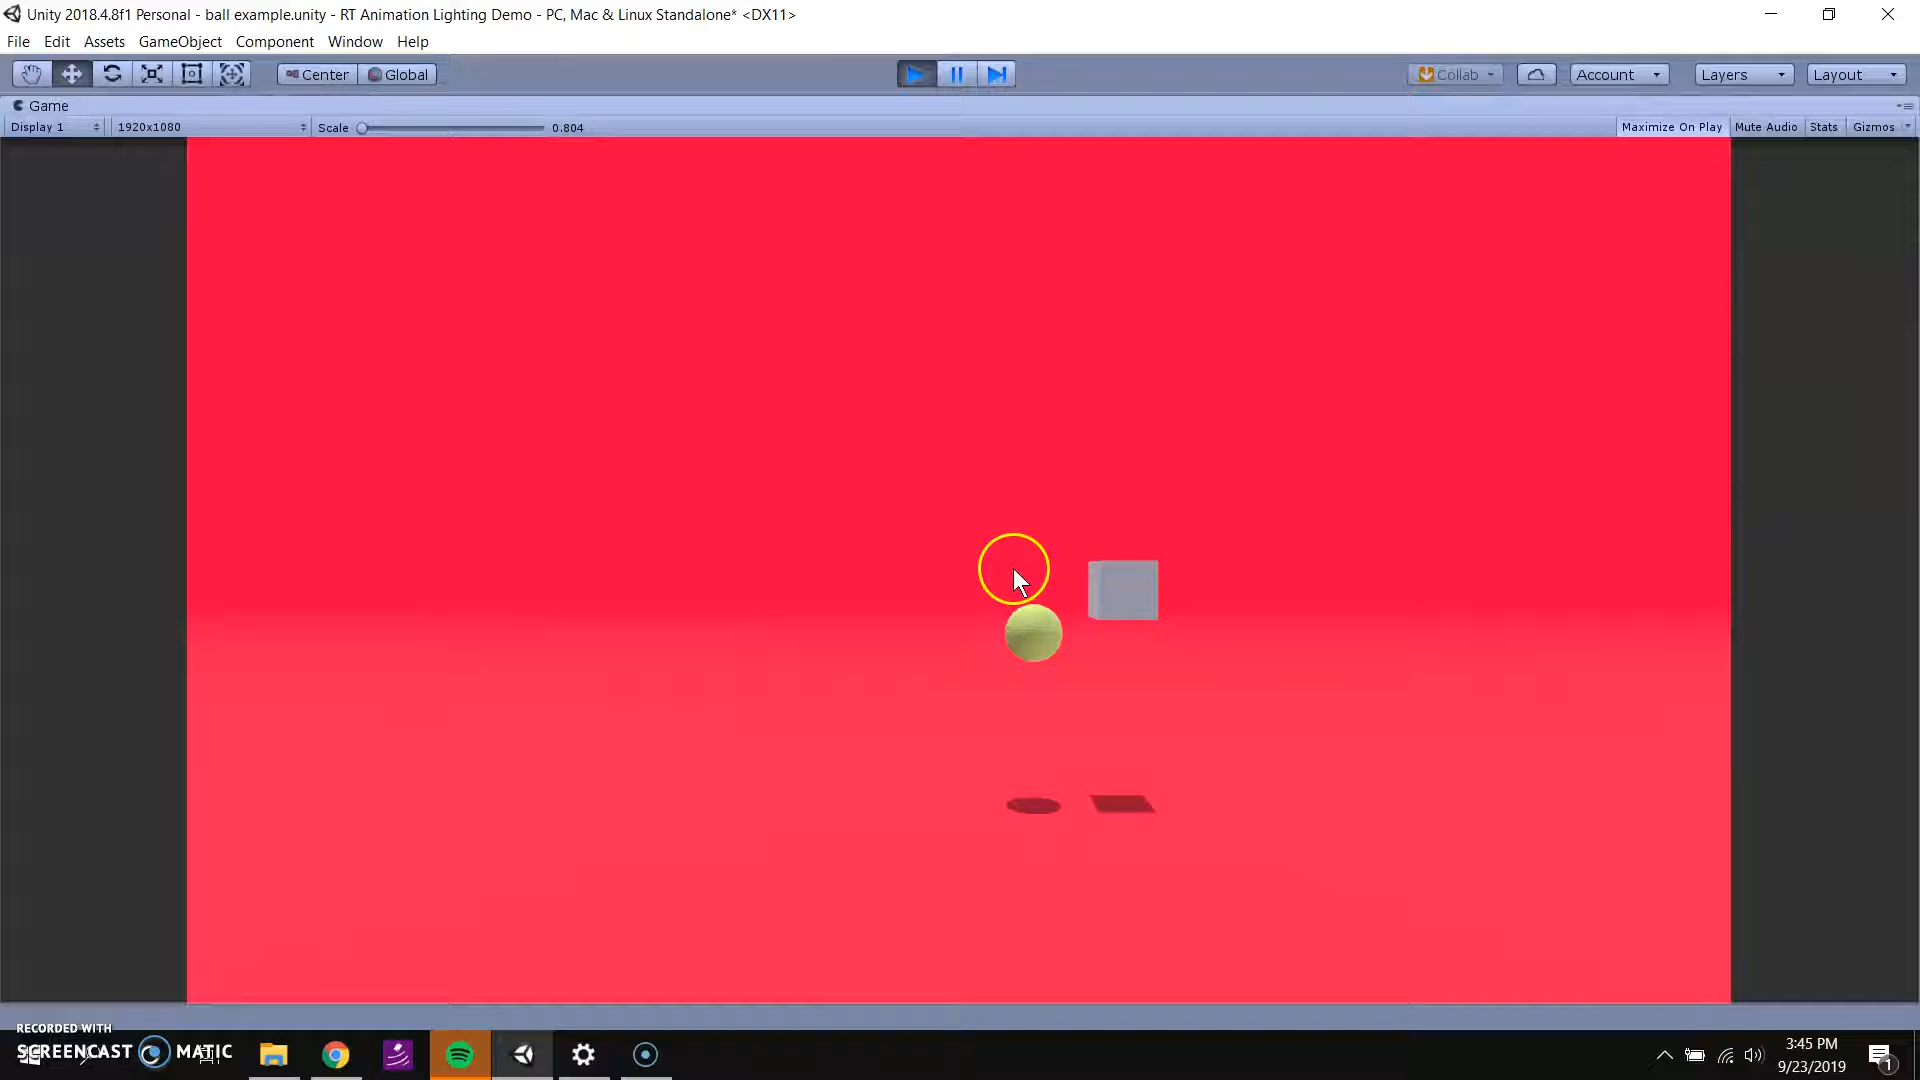 Unity 2018.4.8f1 Personal - ball example.unity - RT Animation Lighting Demo - PC, Mac & Linux Standalone* <DX11>
File Edit Assets GameObject Component Window Help
Center Global Collab Account Layers Layout
Game
Display 1 1920x1080 Scale 0.804 Maximize On Play Mute Audio Stats Gizmos
RECORDED WITH
SCREENCAST MATIC
3:45 PM
9/23/2019
1